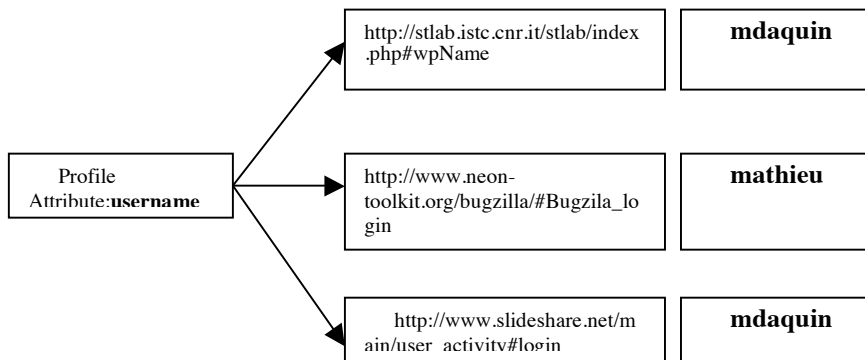 http://stlab.istc.cnr.it/stlab/index
.php#wpName
mdaquin
Profile
Attribute:username
http://www.neon-
toolkit.org/bugzilla/#Bugzila_lo
gin
mathieu
http://www.slideshare.net/m
ain/user_activity#login
mdaquin